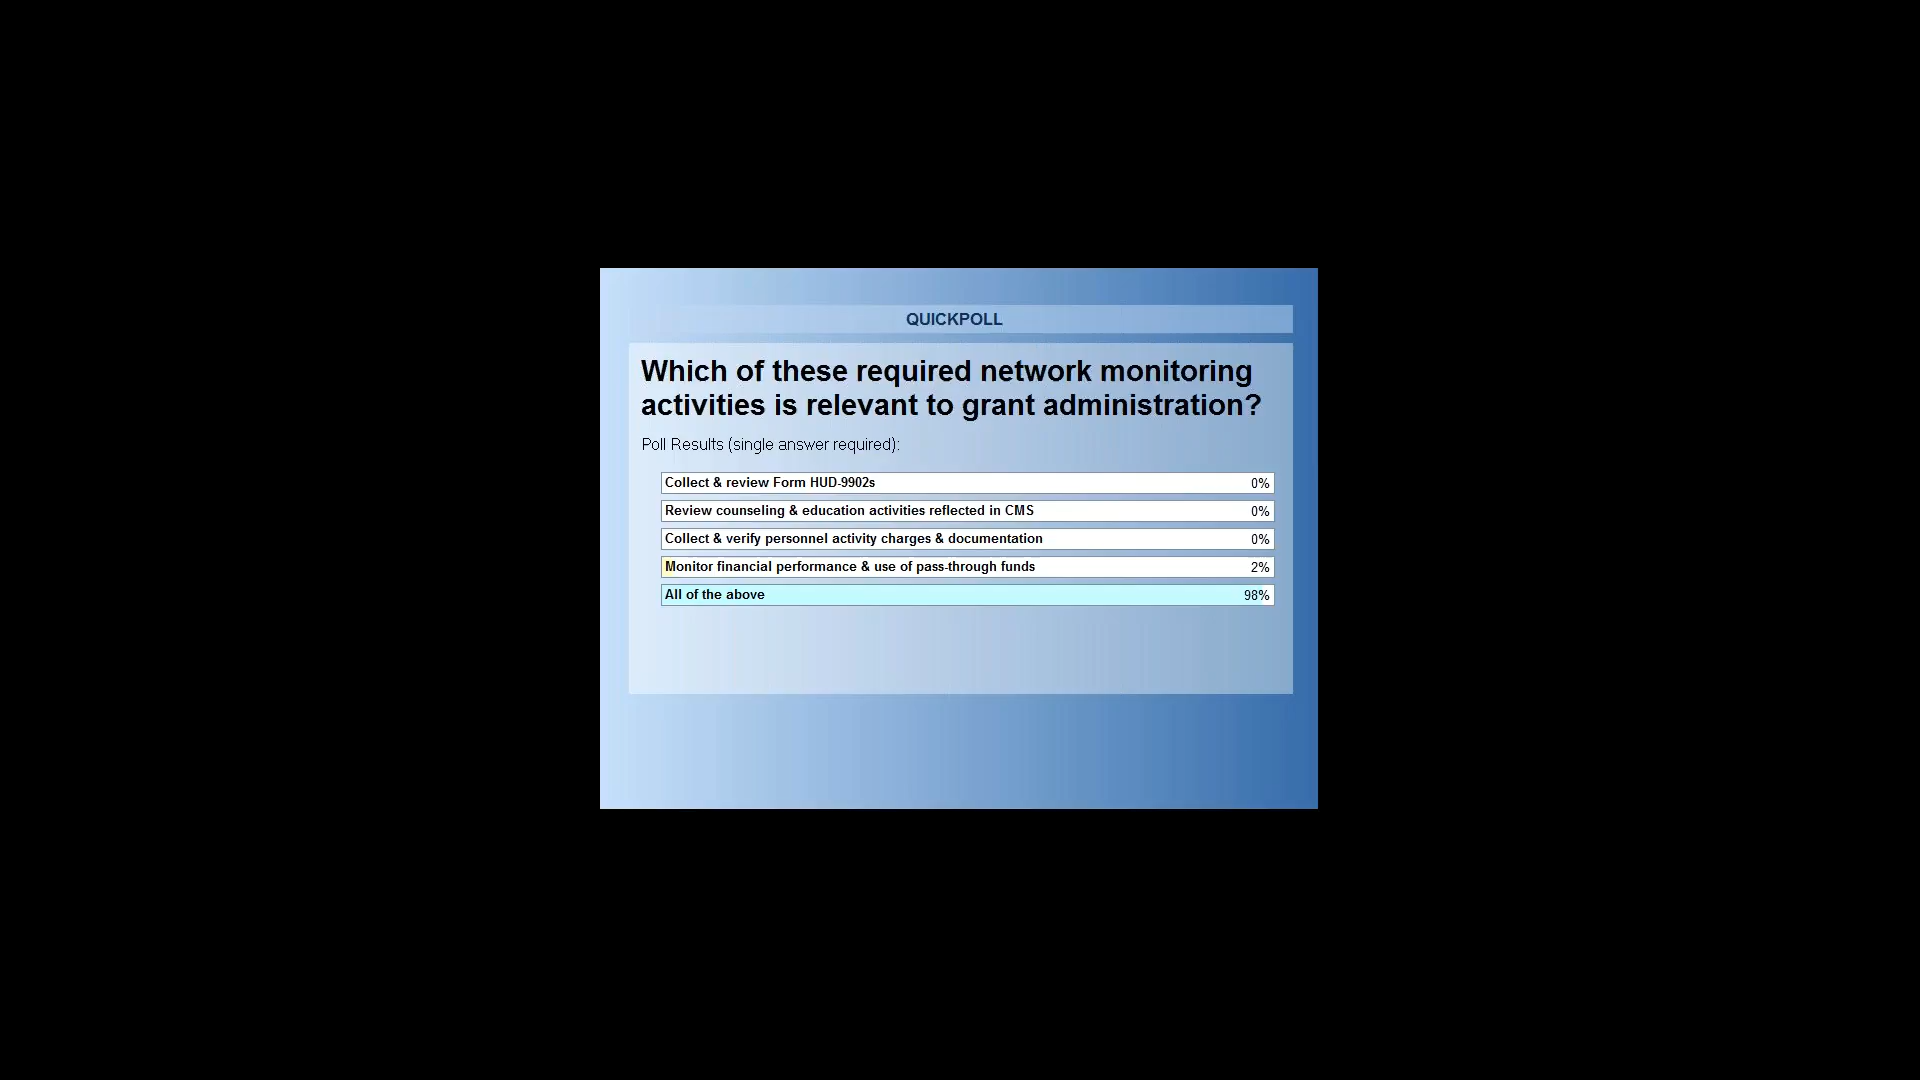 QUICKPOLL
Which of these required network monitoring
activities is relevant to grant administration?
Poll Results (single answer required):
Collect & review Form HUD-9902s 0%
Review counseling & education activities reflected in CMS 0%
Collect & verify personnel activity charges & documentation 0%
Monitor financial performance & use of pass-through funds 2%
All of the above 98%